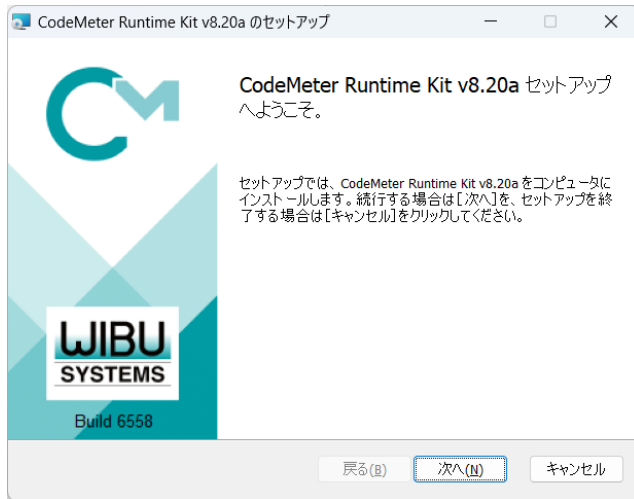 CodeMeter Runtime Kit v8.20a のセットアップ
CM
CodeMeter Runtime Kit v8.20a セットアップ
へようこそ。
セットアップでは、CodeMeter Runtime Kit v8.20a をコンピュータに
インストールします。続行する場合は[次へ]を、セットアップを終
了する場合は[キャンセル]をクリックしてください。
WIBU
SYSTEMS
Build 6558
戻る(B)
次へ(N)
キャンセル